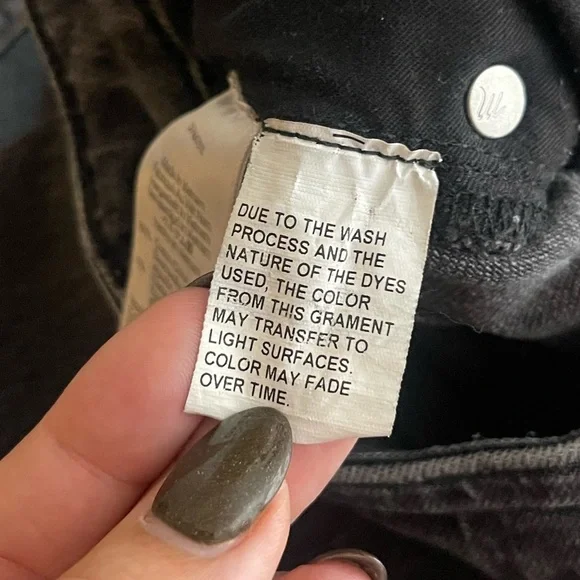 DUE TO THE WASH
PROCESS AND THE
NATURE OF THE DYES
USED, THE COLOR
FROM THIS GRAMENT
MAY TRANSFER TO
LIGHT SURFACES.
COLOR MAY FADE
OVER TIME.